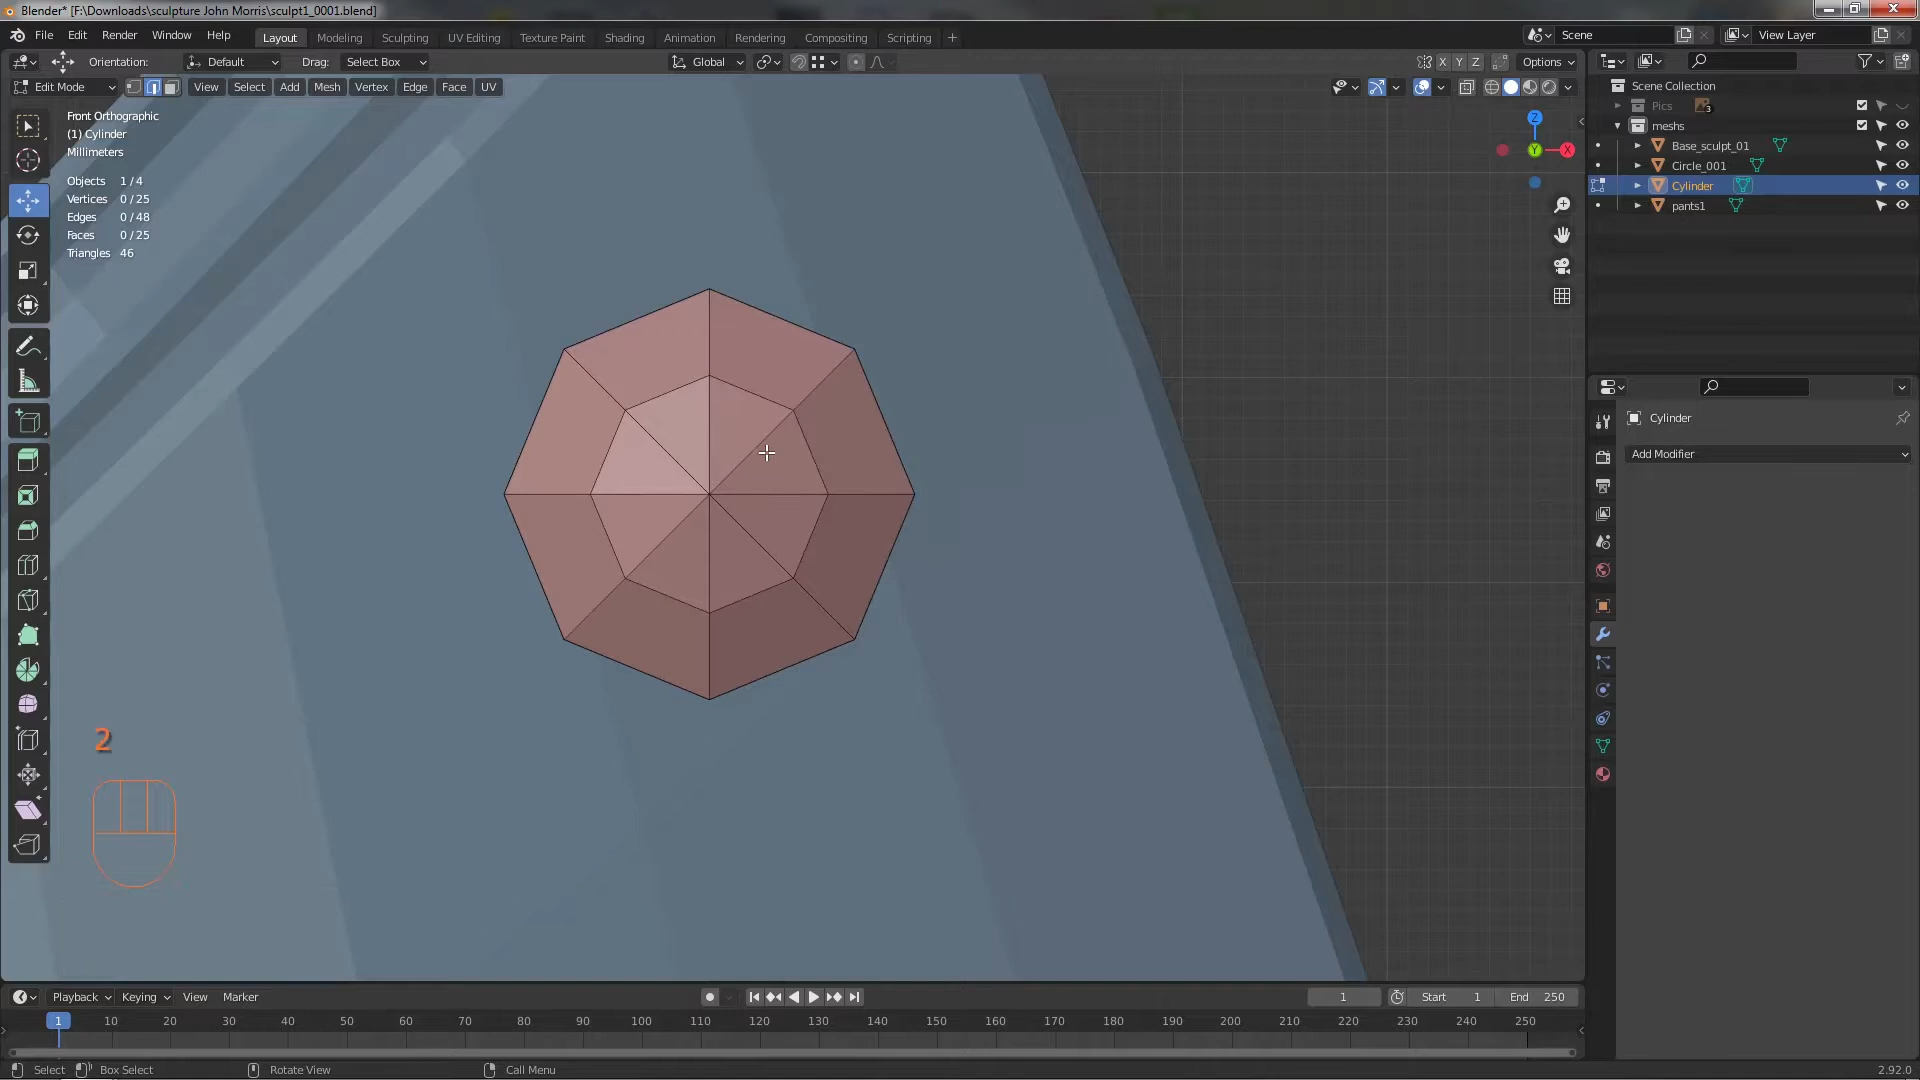 Blender* [F:\Downloads\sculpture John Morris\sculpt1_0001.blend]
File Edit Render Window Help Layout Modeling Sculpting UV Editing Texture Paint Shading Animation Rendering Compositing Scripting + Scene View Layer
Orientation: Default Drag: Select Box Global X Y Z Options
Edit Mode View Select Add Mesh Vertex Edge Face UV
Front Orthographic
(1) Cylinder
Millimeters
Objects 1/4
Vertices 0/25
Edges 0/48
Faces 0/25
Triangles 46
Z
Y
X
2
Scene Collection
Pics 3
meshs
Base_sculpt_01
Circle_001
Cylinder
pants1
Cylinder
Add Modifier
Playback Keying View Marker 1 Start 1 End 250
1 10 20 30 40 50 60 70 80 90 100 110 120 130 140 150 160 170 180 190 200 210 220 230 240 250
Select Box Select Rotate View Call Menu 2.92.0